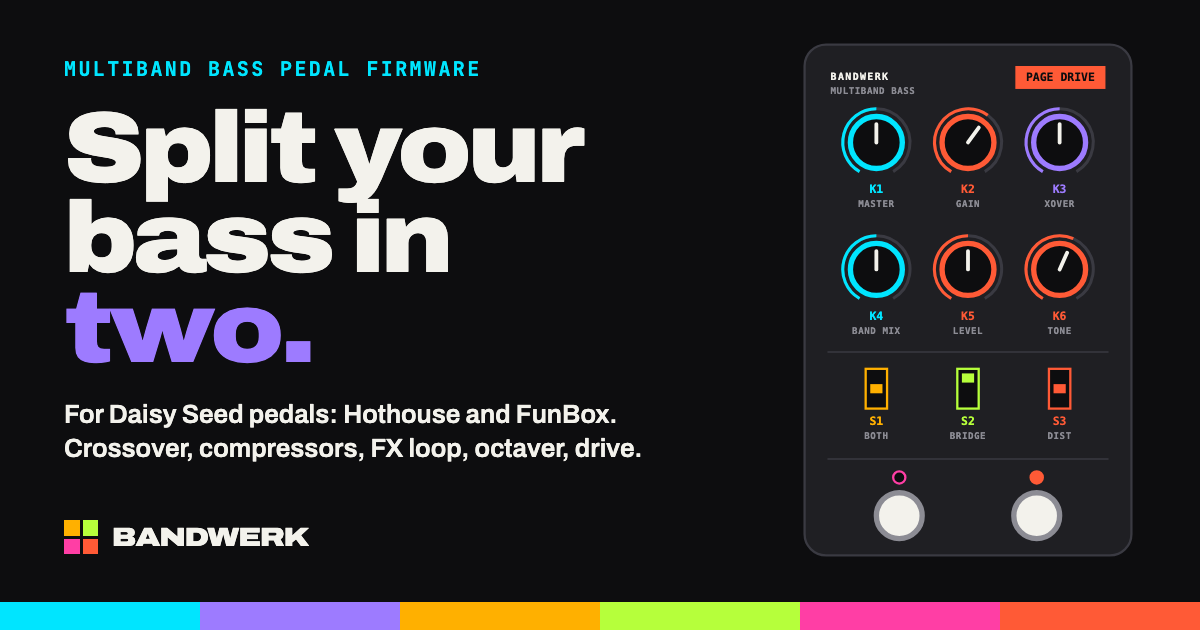 MULTIBAND BASS PEDAL FIRMWARE
Split your
bass in
two.
For Daisy Seed pedals: Hothouse and FunBox.
Crossover, compressors, FX loop, octaver, drive.
BANDWERK
BANDWERK
MULTIBAND BASS
PAGE DRIVE
K1
MASTER
K2
GAIN
K3
XOVER
K4
BAND MIX
K5
LEVEL
K6
TONE
S1
BOTH
S2
BRIDGE
S3
DIST